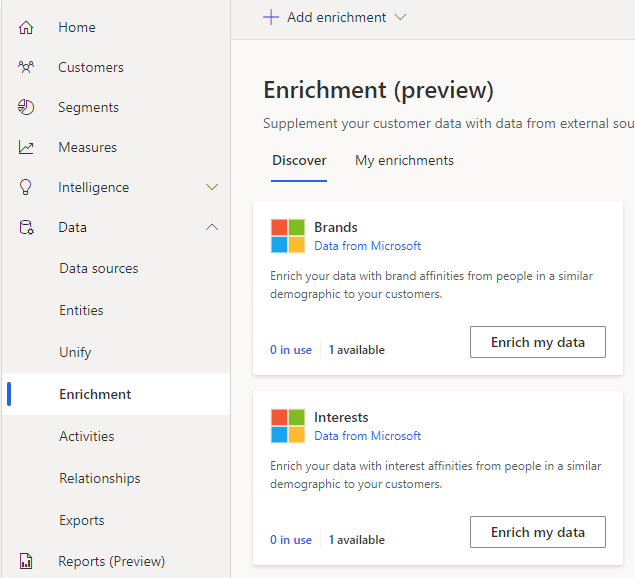 Home
Customers
Segments
Measures
Intelligence
Data
Data sources
Entities
Unify
Enrichment
Activities
Relationships
Exports
Reports (Preview)
Add enrichment
Enrichment (preview)
Supplement your customer data with data from external sou
Discover My enrichments
Brands
Data from Microsoft
Enrich your data with brand affinities from people in a similar
demographic to your customers.
0 in use 1 available Enrich my data
Interests
Data from Microsoft
Enrich your data with interest affinities from people in a similar
demographic to your customers.
0 in use 1 available Enrich my data